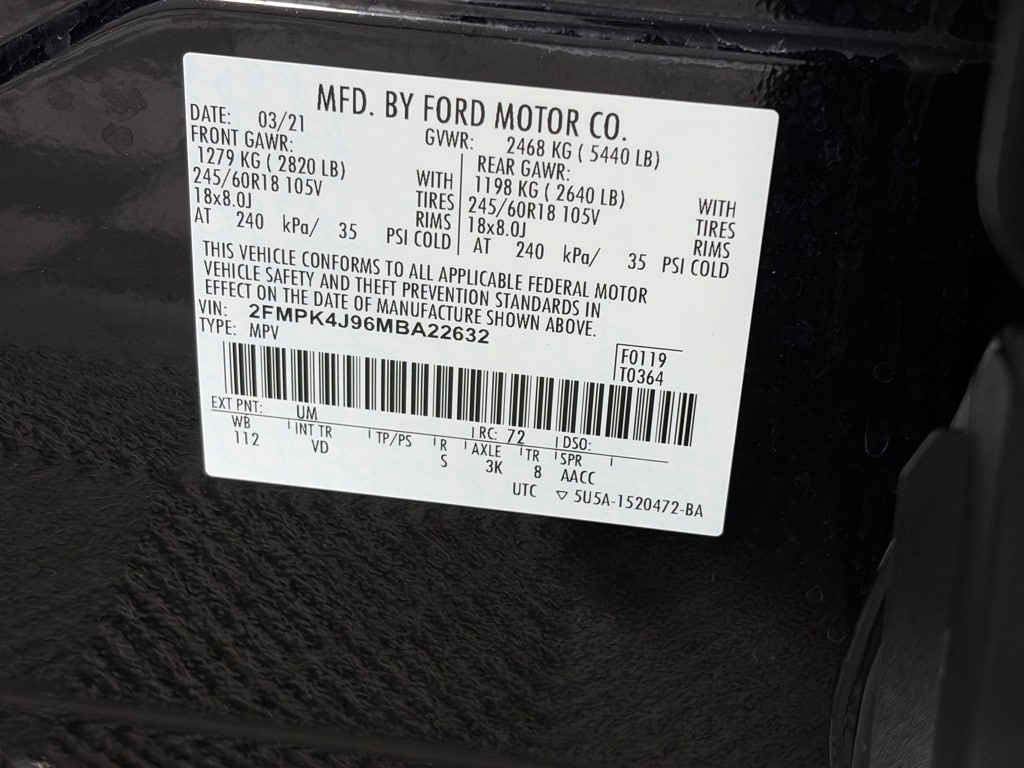 MFD. BY FORD MOTOR CO.
DATE: 03/21 GVWR: 2468 KG ( 5440 LB)
FRONT GAWR: REAR GAWR:
1279 KG ( 2820 LB) WITH 1198 KG ( 2640 LB) WITH
245/60R18 105V TIRES 245/60R18 105V TIRES
18x8.0J RIMS 18x8.0J RIMS
AT 240 kPa/ 35 PSI COLD AT 240 kPa/ 35 PSI COLD
THIS VEHICLE CONFORMS TO ALL APPLICABLE FEDERAL MOTOR
VEHICLE SAFETY AND THEFT PREVENTION STANDARDS IN
EFFECT ON THE DATE OF MANUFACTURE SHOWN ABOVE.
VIN: 2FMPK4J96MBA22632
TYPE: MPV
F0119
T0364
EXT PNT: UM RC: 72 DSO:
WB INT TR TP/PS R AXLE TR SPR
112 VD S 3K 8 AACC
UTC ▽ 5U5A-1520472-BA